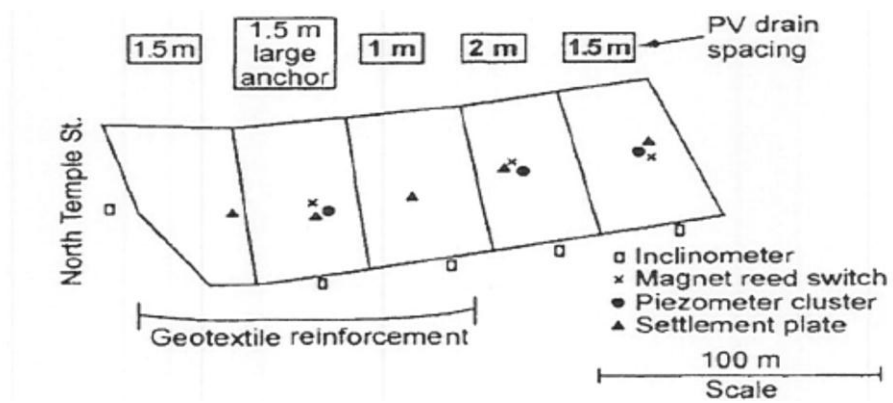 1.5 m
1.5 m
large
anchor
1 m
2 m
1.5 m
PV drain
spacing
North Temple St.
Inclinometer
Magnet reed switch
Piezometer cluster
Settlement plate
Geotextile reinforcement
100 m
Scale